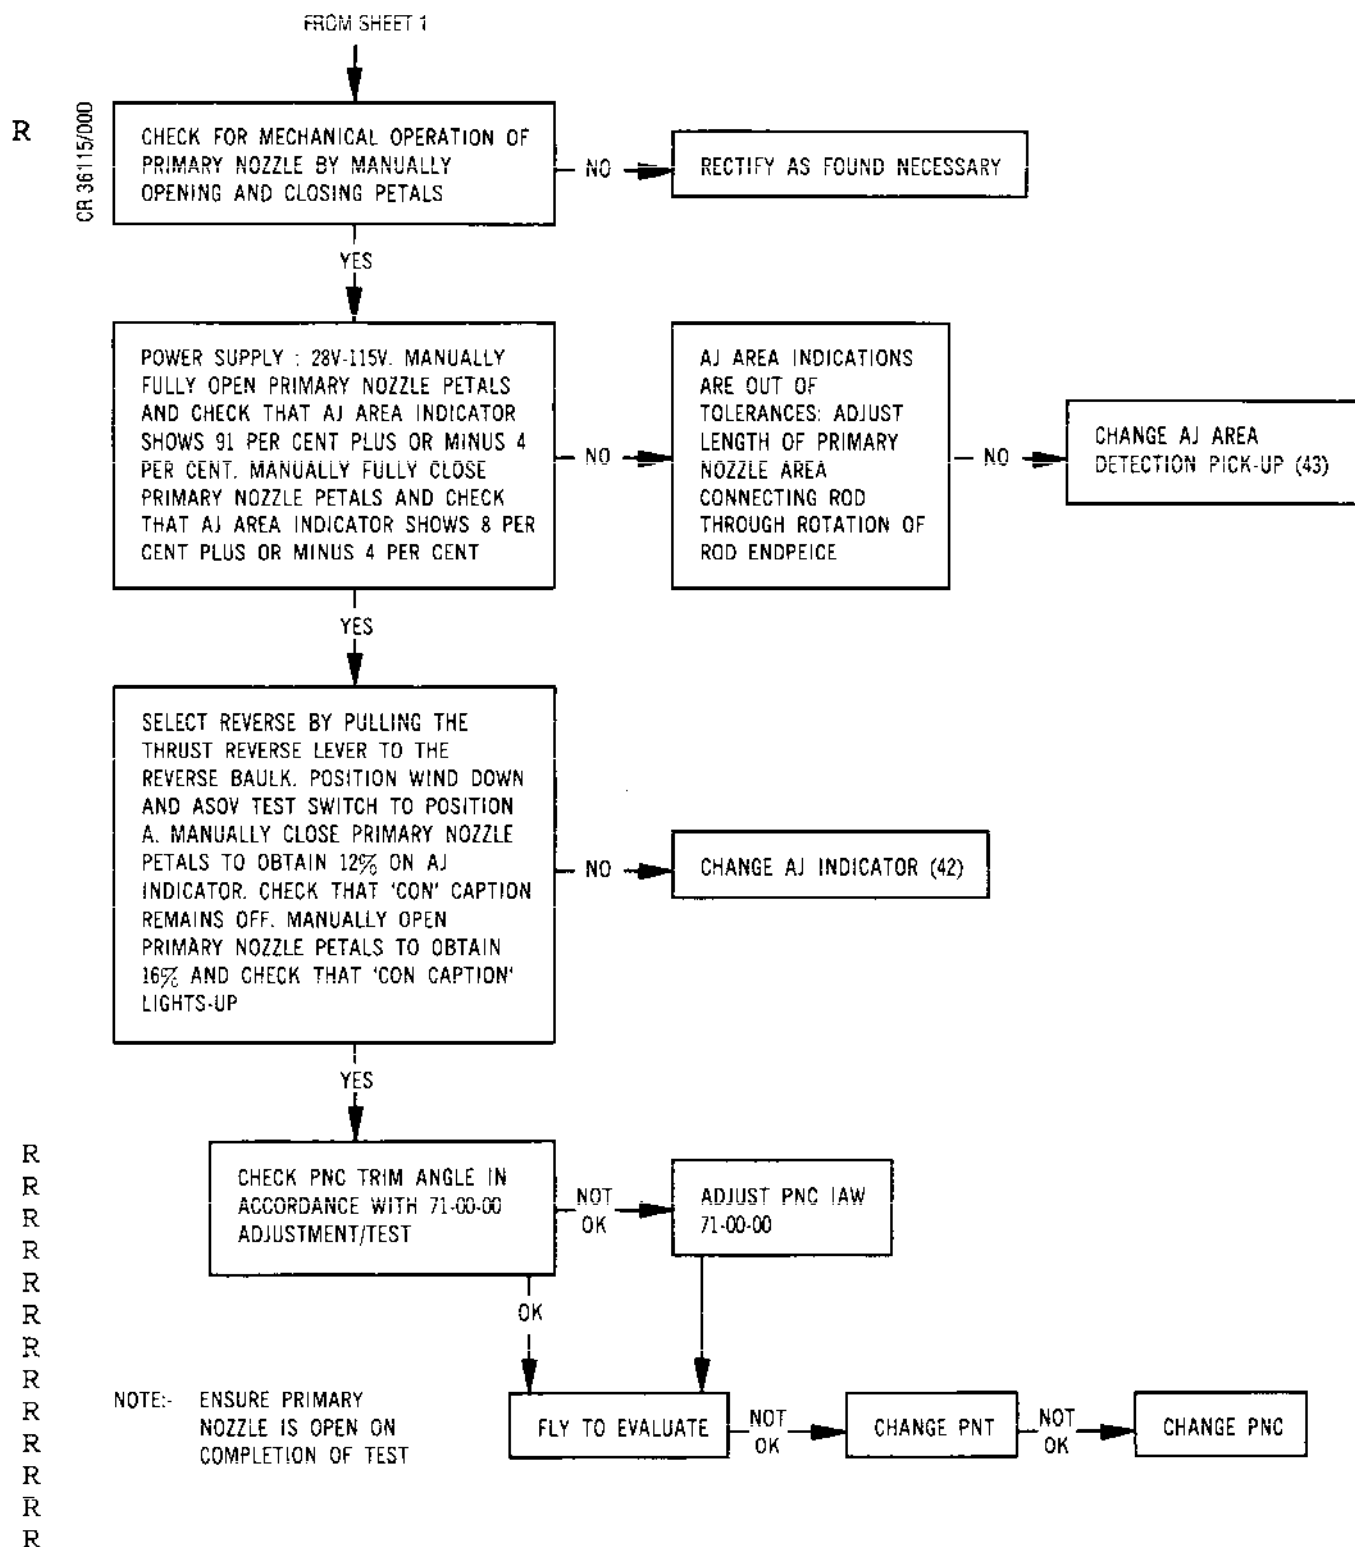 FROM SHEET 1
R
CR 36115/00D
CHECK FOR MECHANICAL OPERATION OF
PRIMARY NOZZLE BY MANUALLY
OPENING AND CLOSING PETALS
NO
RECTIFY AS FOUND NECESSARY
YES
POWER SUPPLY : 28V-115V. MANUALLY
FULLY OPEN PRIMARY NOZZLE PETALS
AND CHECK THAT AJ AREA INDICATOR
SHOWS 91 PER CENT PLUS OR MINUS 4
PER CENT. MANUALLY FULLY CLOSE
PRIMARY NOZZLE PETALS AND CHECK
THAT AJ AREA INDICATOR SHOWS 8 PER
CENT PLUS OR MINUS 4 PER CENT
NO
AJ AREA INDICATIONS
ARE OUT OF
TOLERANCES: ADJUST
LENGTH OF PRIMARY
NOZZLE AREA
CONNECTING ROD
THROUGH ROTATION OF
ROD ENDPEICE
NO
CHANGE AJ AREA
DETECTION PICK-UP (43)
YES
SELECT REVERSE BY PULLING THE
THRUST REVERSE LEVER TO THE
REVERSE BAULK. POSITION WIND DOWN
AND ASOV TEST SWITCH TO POSITION
A. MANUALLY CLOSE PRIMARY NOZZLE
PETALS TO OBTAIN 12% ON AJ
INDICATOR. CHECK THAT 'CON' CAPTION
REMAINS OFF. MANUALLY OPEN
PRIMARY NOZZLE PETALS TO OBTAIN
16% AND CHECK THAT 'CON CAPTION'
LIGHTS-UP
NO
CHANGE AJ INDICATOR (42)
YES
R
R
R
R
R
R
R
R
R
R
R
R
R
CHECK PNC TRIM ANGLE IN
ACCORDANCE WITH 71-00-00
ADJUSTMENT/TEST
NOT
OK
ADJUST PNC IAW
71-00-00
OK
NOTE:- ENSURE PRIMARY
NOZZLE IS OPEN ON
COMPLETION OF TEST
FLY TO EVALUATE
NOT
OK
CHANGE PNT
NOT
OK
CHANGE PNC